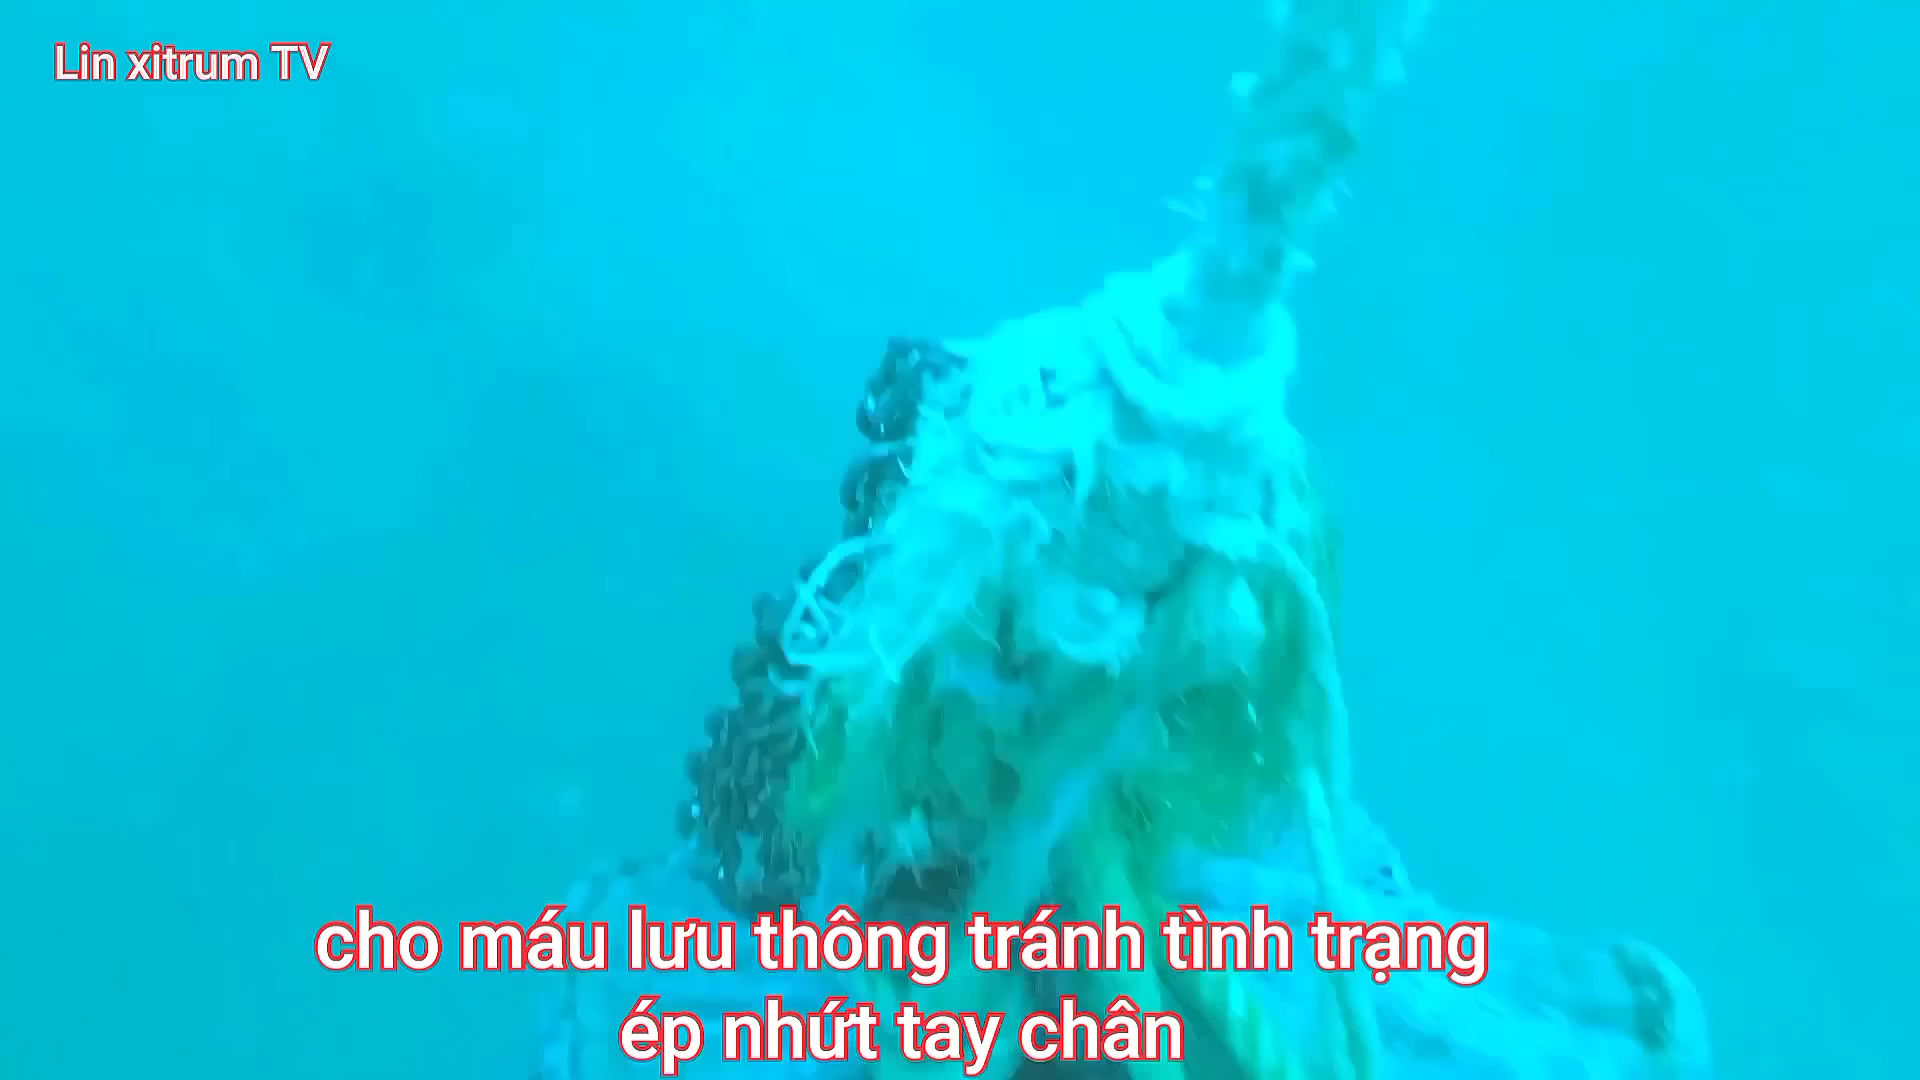 Lin xitrum TV
cho máu lưu thông tránh tình trạng
ép nhứt tay chân